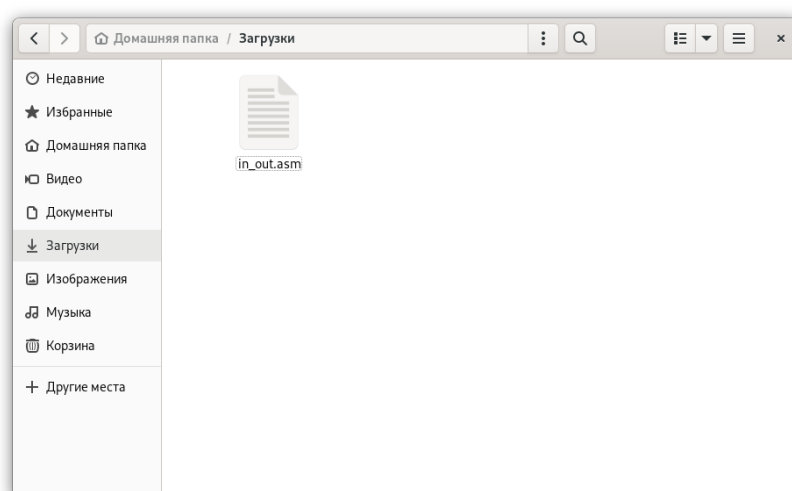 Домашняя папка / Загрузки
Недавние
Избранные
Домашняя папка
Видео
Документы
Загрузки
Изображения
Музыка
Корзина
Другие места
in_out.asm